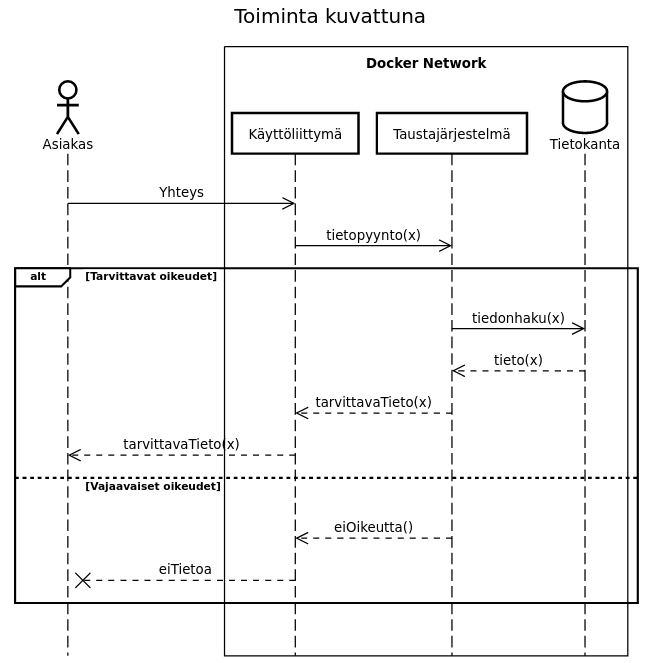 Toiminta kuvattuna
Docker Network
Asiakas
Käyttöliittymä
Taustajärjestelmä
Tietokanta
Yhteys
tietopyynto(x)
alt
[Tarvittavat oikeudet]
tiedonhaku(x)
tieto(x)
tarvittavaTieto(x)
tarvittavaTieto(x)
[Vajaavaiset oikeudet]
eiOikeutta()
eiTietoa